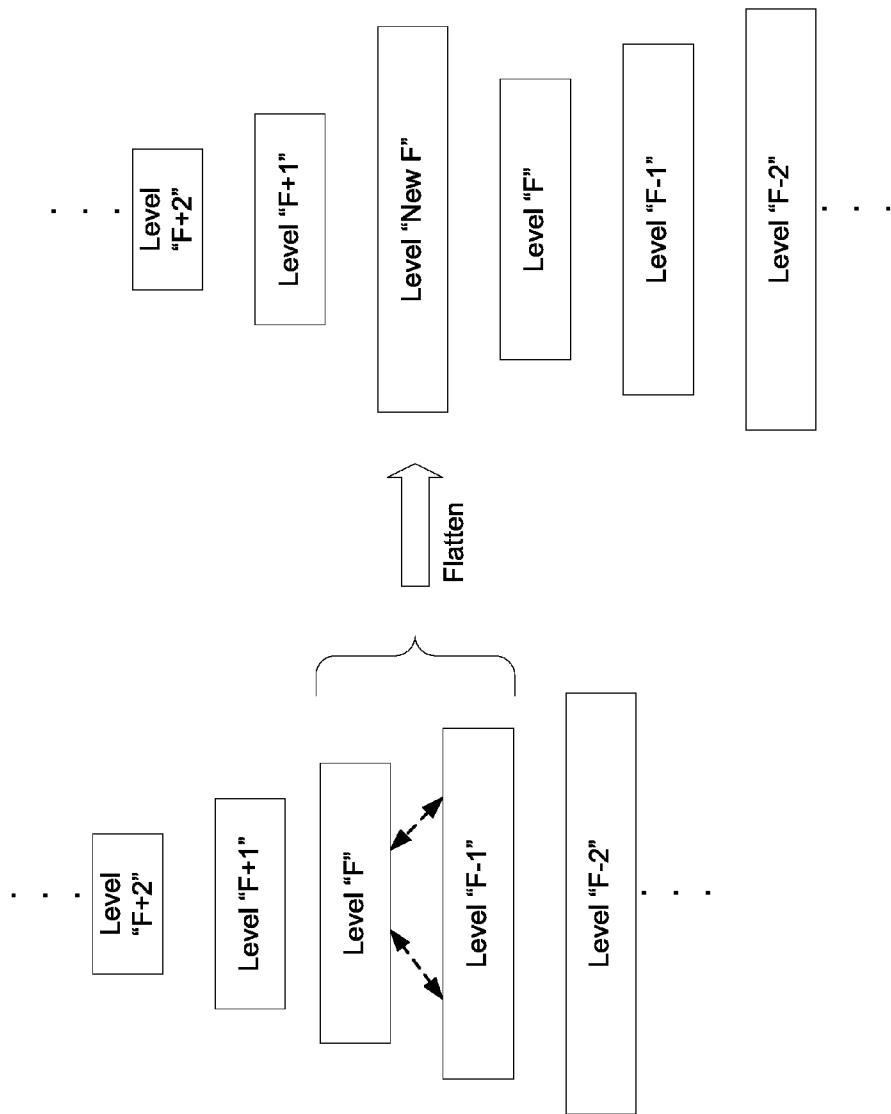 Level
“F+2”
Level “F+1”
Level “F”
Level “F-1”
Level “F-2”
Flatten
Level
“F+2”
Level “F+1”
Level “New F”
Level “F”
Level “F-1”
Level “F-2”